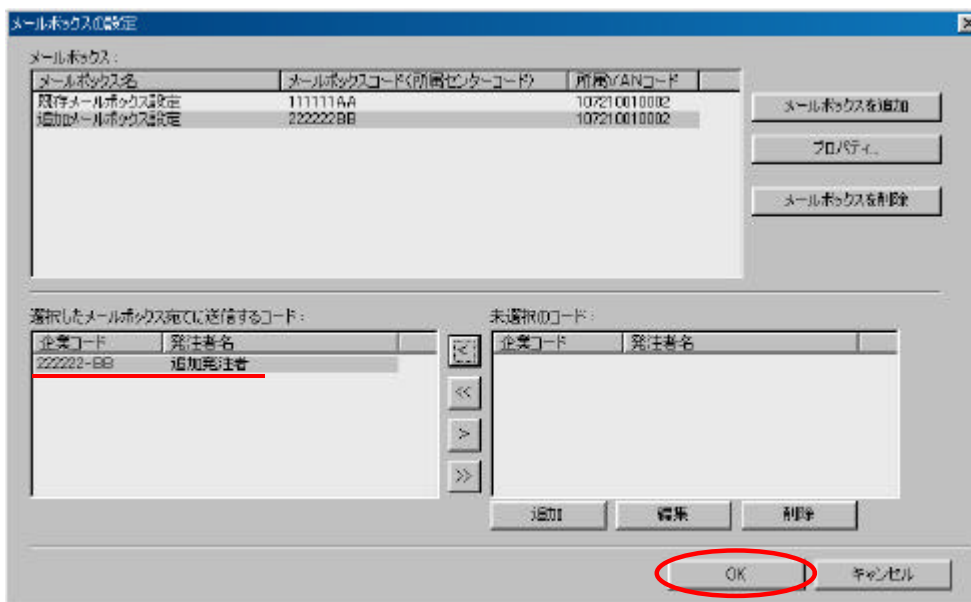 メールボックスの設定
メールボックス：
メールボックス名 メールボックスコード(所属センターコード) 所属VANコード
既存メールボックス設定 111111AA 107210010002
追加メールボックス設定 222222BB 107210010002
メールボックスを追加
プロパティ...
メールボックスを削除
選択したメールボックス宛てに送信するコード：
企業コード 発注者名
222222-BB 追加発注者
<
<<
>
>>
未選択のコード：
企業コード 発注者名
追加 編集 削除
OK キャンセル